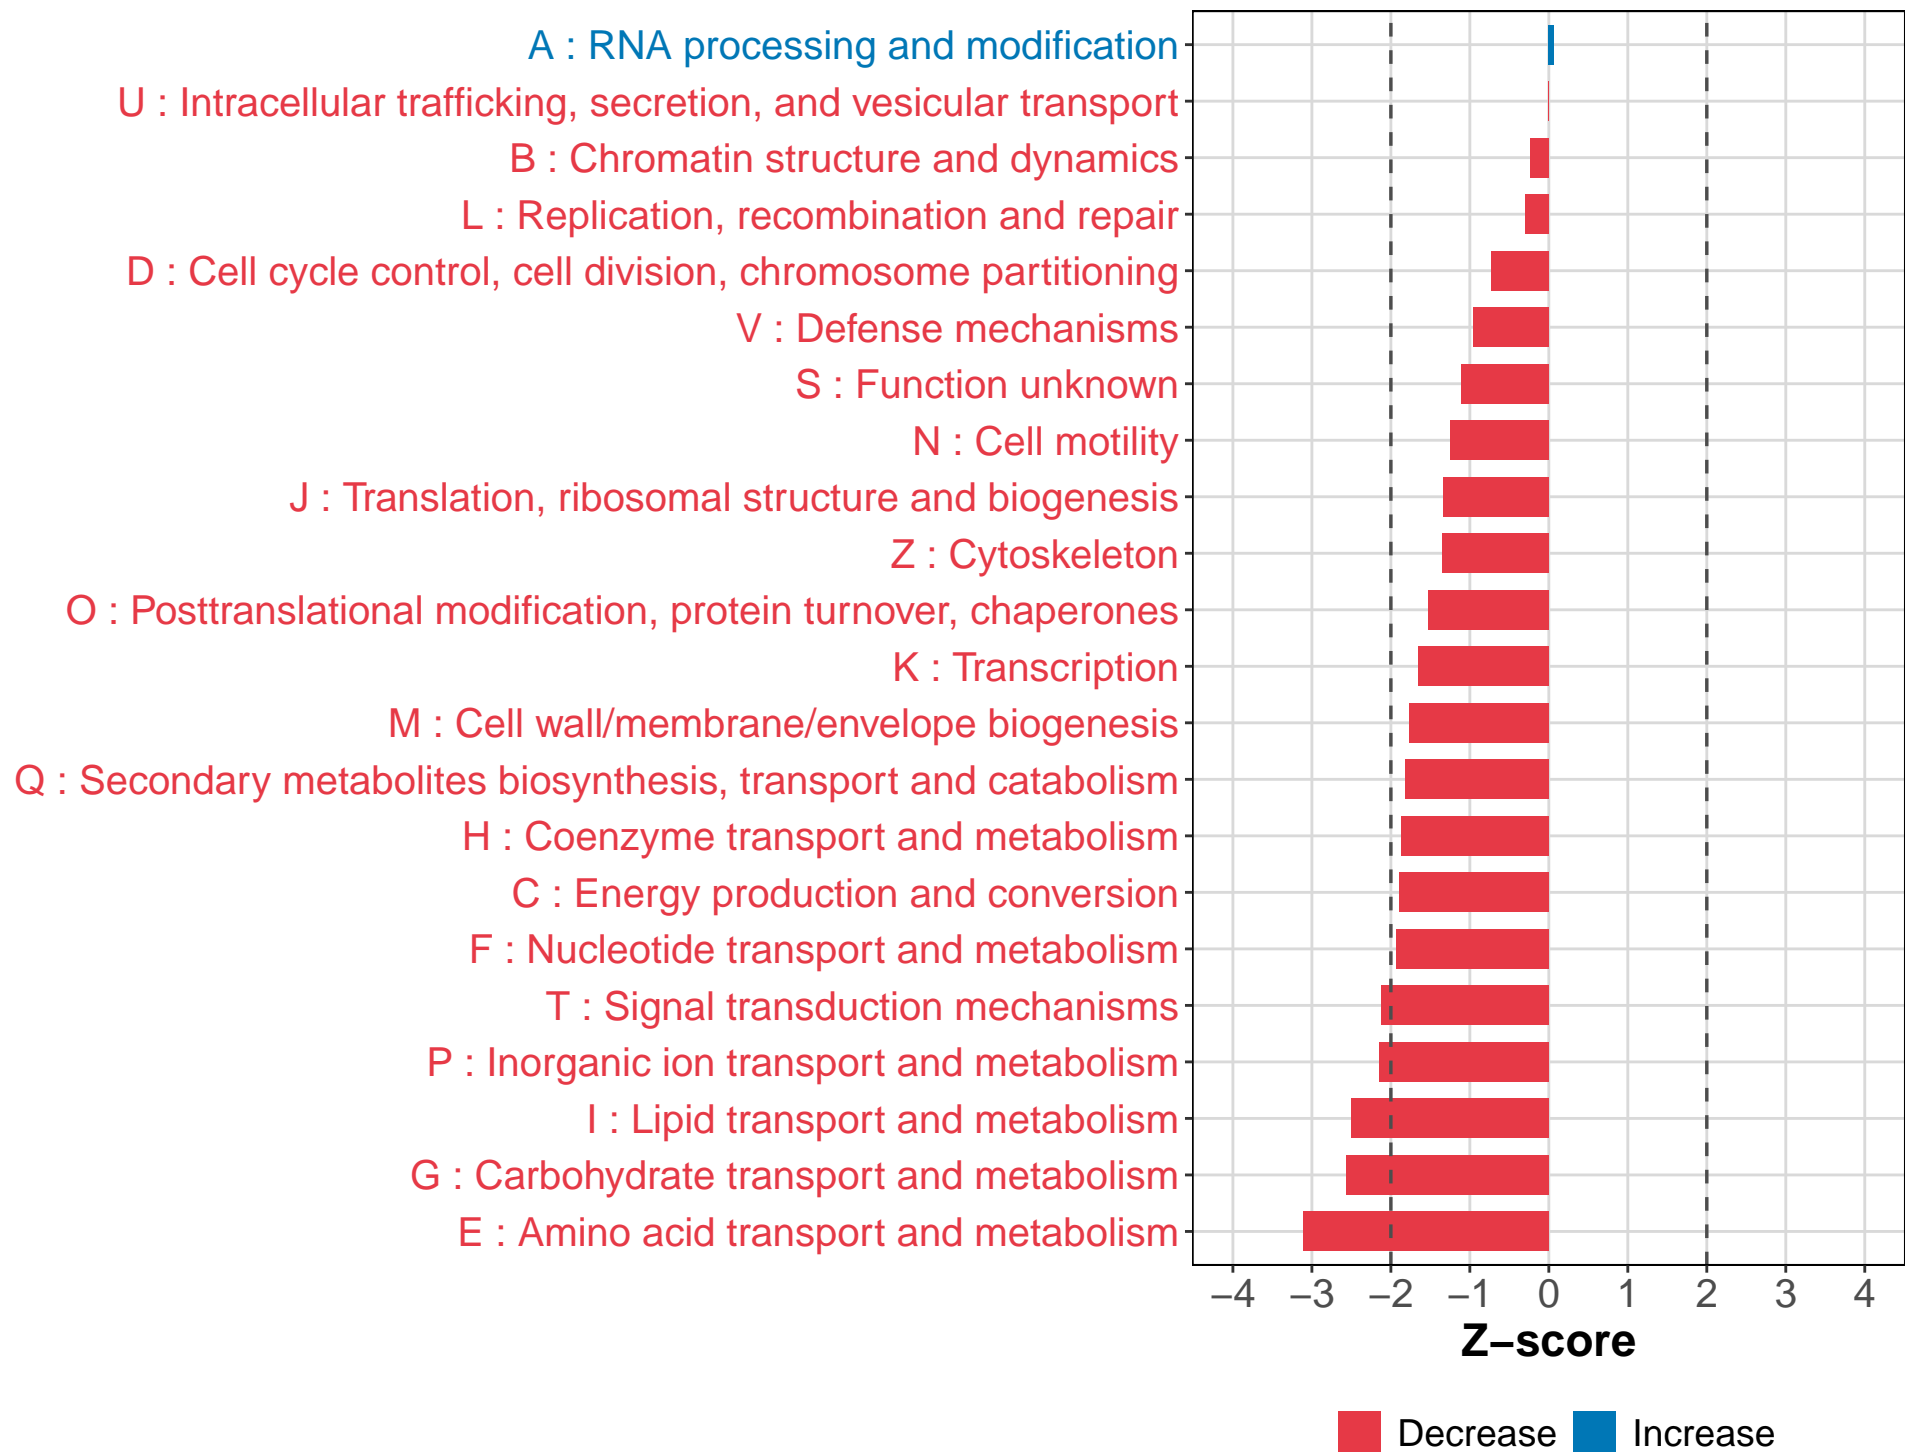 A : RNA processing and modification
U : Intracellular trafficking, secretion, and vesicular transport
B : Chromatin structure and dynamics
L : Replication, recombination and repair
D : Cell cycle control, cell division, chromosome partitioning
V : Defense mechanisms
S : Function unknown
N : Cell motility
J : Translation, ribosomal structure and biogenesis
Z : Cytoskeleton
O : Posttranslational modification, protein turnover, chaperones
K : Transcription
M : Cell wall/membrane/envelope biogenesis
Q : Secondary metabolites biosynthesis, transport and catabolism
H : Coenzyme transport and metabolism
C : Energy production and conversion
F : Nucleotide transport and metabolism
T : Signal transduction mechanisms
P : Inorganic ion transport and metabolism
I : Lipid transport and metabolism
G : Carbohydrate transport and metabolism
E : Amino acid transport and metabolism
−4 −3 −2 −1 0 1 2 3 4
Z−score
Decrease Increase